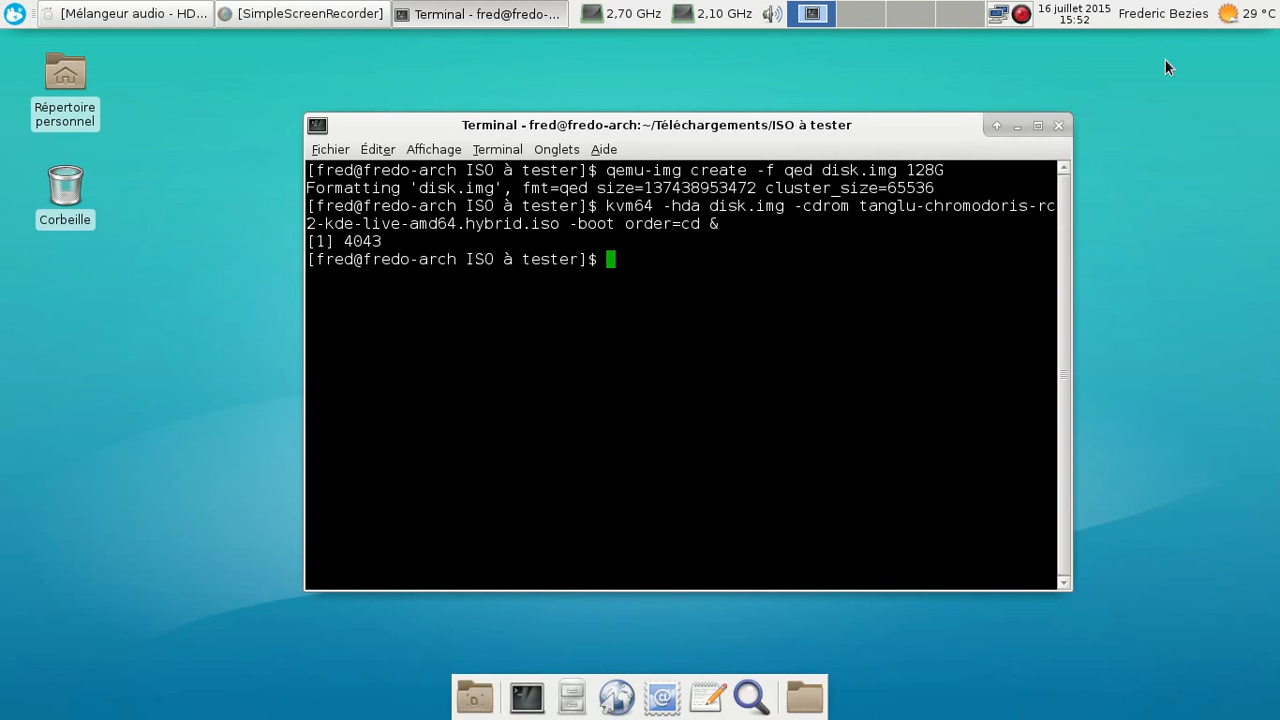 [Mélangeur audio - HD...
[SimpleScreenRecorder]
Terminal - fred@fredo-...
2,70 GHz
2,15 GHz
16 juillet 2015
15:52
Frederic Bezies
29 °C
Répertoire
personnel
Corbeille
Terminal - fred@fredo-arch:~/Téléchargements/ISO à tester
Fichier Éditer Affichage Terminal Onglets Aide
[fred@fredo-arch ISO à tester]$ qemu-img create -f qed disk.img 128G
Formatting 'disk.img', fmt=qed size=137438953472 cluster_size=65536
[fred@fredo-arch ISO à tester]$ kvm64 -hda disk.img -cdrom tanglu-chromodoris-rc
2-kde-live-amd64.hybrid.iso -boot order=cd &
[1] 4043
[fred@fredo-arch ISO à tester]$